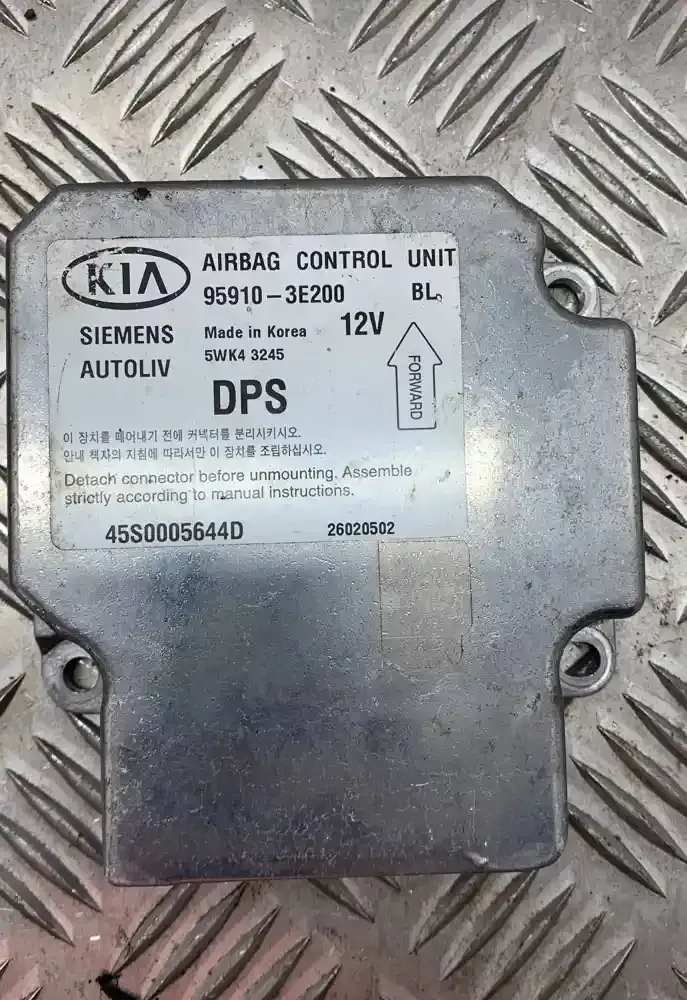 KIA AIRBAG CONTROL UNIT
95910-3E200 BL
SIEMENS Made in Korea 12V
AUTOLIV 5WK4 3245
DPS
FORWARD
이 장치를 떼어내기 전에 커넥터를 분리시키시오.
안내 책자의 지침에 따라서만 이 장치를 조립하십시오.
Detach connector before unmounting. Assemble
strictly according to manual instructions.
45S0005644D 26020502